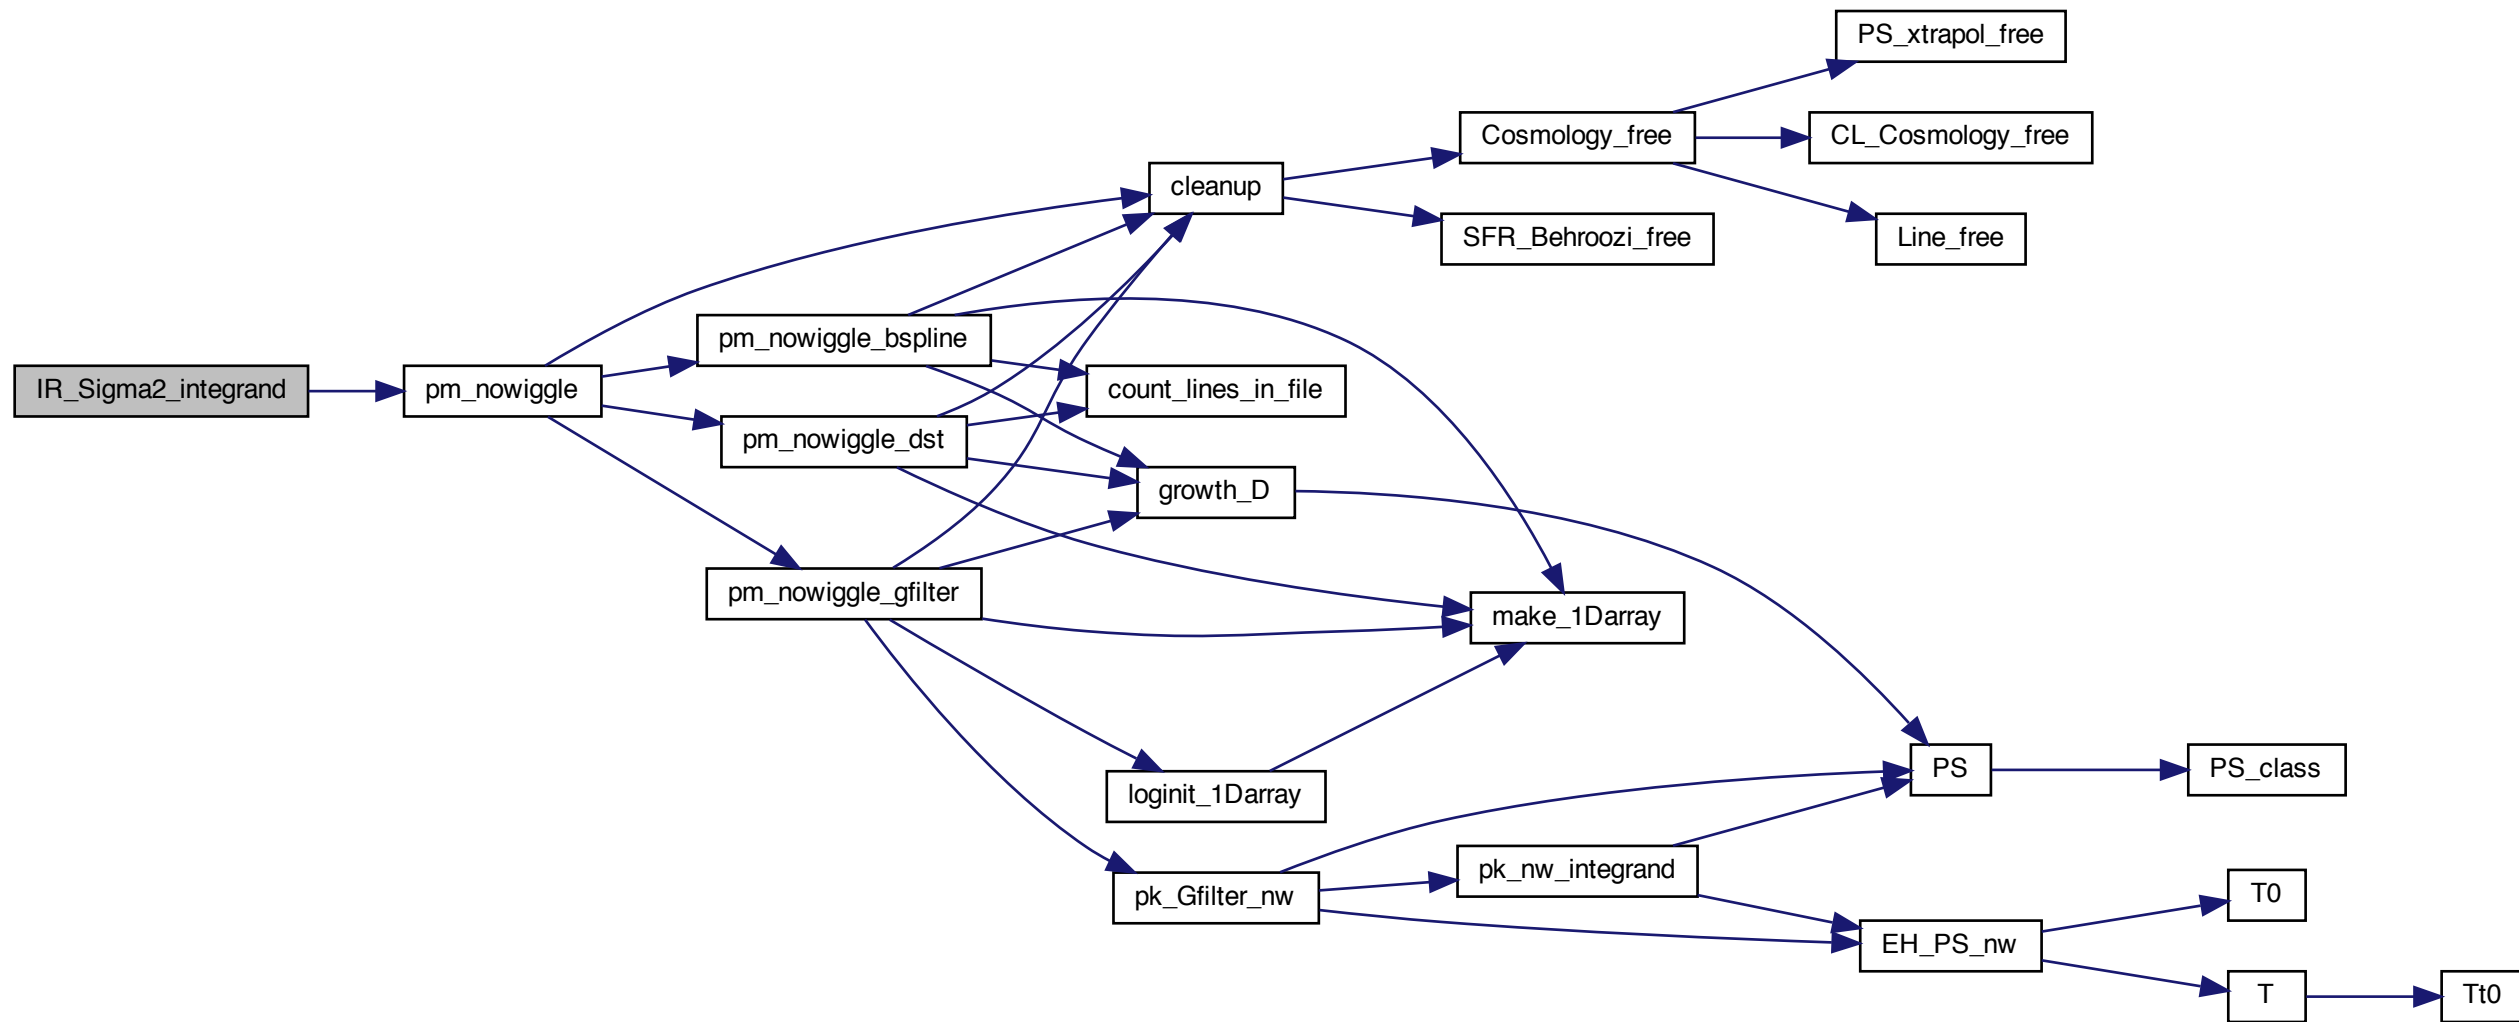 PS_xtrapol_free
Cosmology_free
CL_Cosmology_free
cleanup
SFR_Behroozi_free
Line_free
pm_nowiggle_bspline
IR_Sigma2_integrand
pm_nowiggle
count_lines_in_file
pm_nowiggle_dst
growth_D
pm_nowiggle_gfilter
make_1Darray
loginit_1Darray
PS
PS_class
pk_Gfilter_nw
pk_nw_integrand
T0
EH_PS_nw
T
Tt0